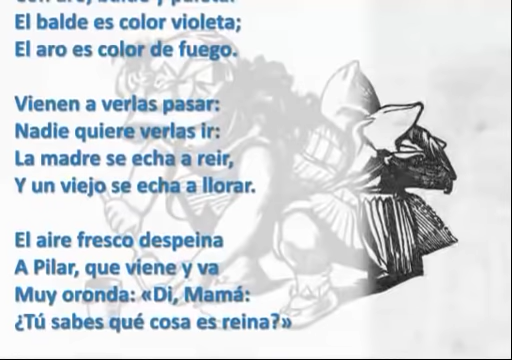 El balde es color violeta;
El aro es color de fuego.
Vienen a verlas pasar:
Nadie quiere verlas ir:
La madre se echa a reir,
Y un viejo se echa a llorar.
El aire fresco despeina
A Pilar, que viene y va
Muy oronda: «Di, Mamá:
¿Tú sabes qué cosa es reina?»